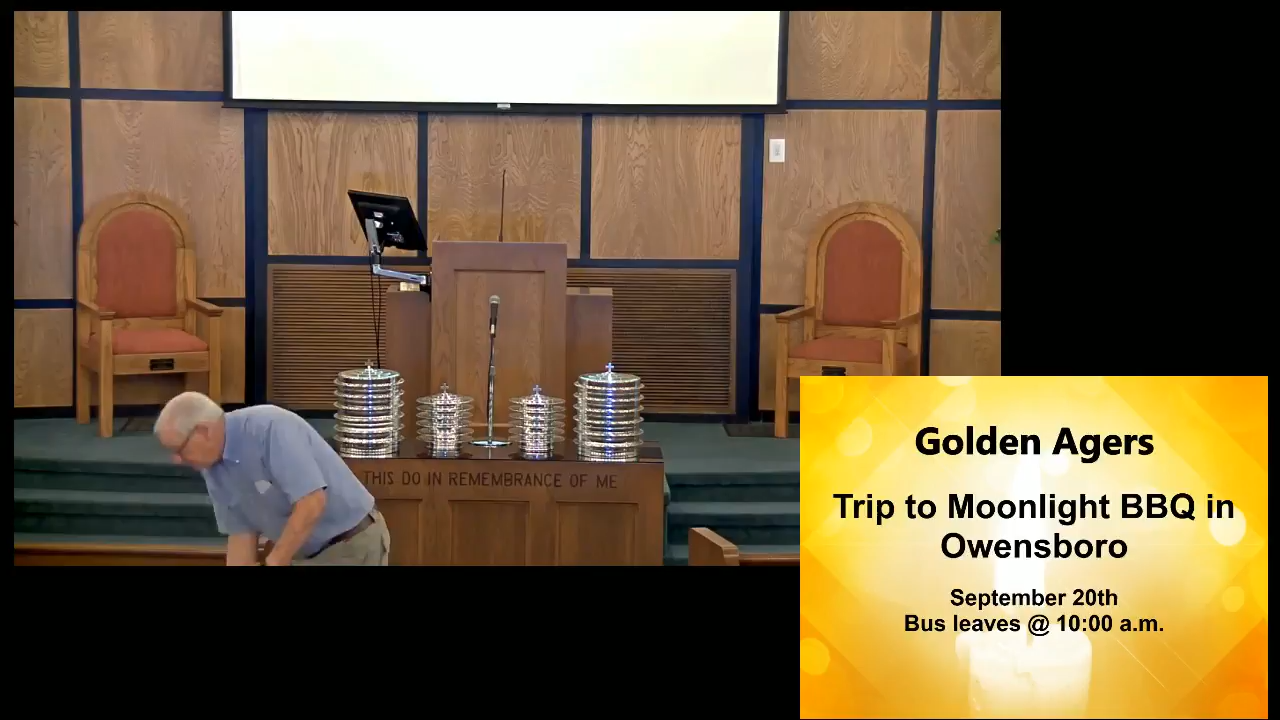 THIS DO IN REMEMBRANCE OF ME
Golden Agers
Trip to Moonlight BBQ in
Owensboro
September 20th
Bus leaves @ 10:00 a.m.